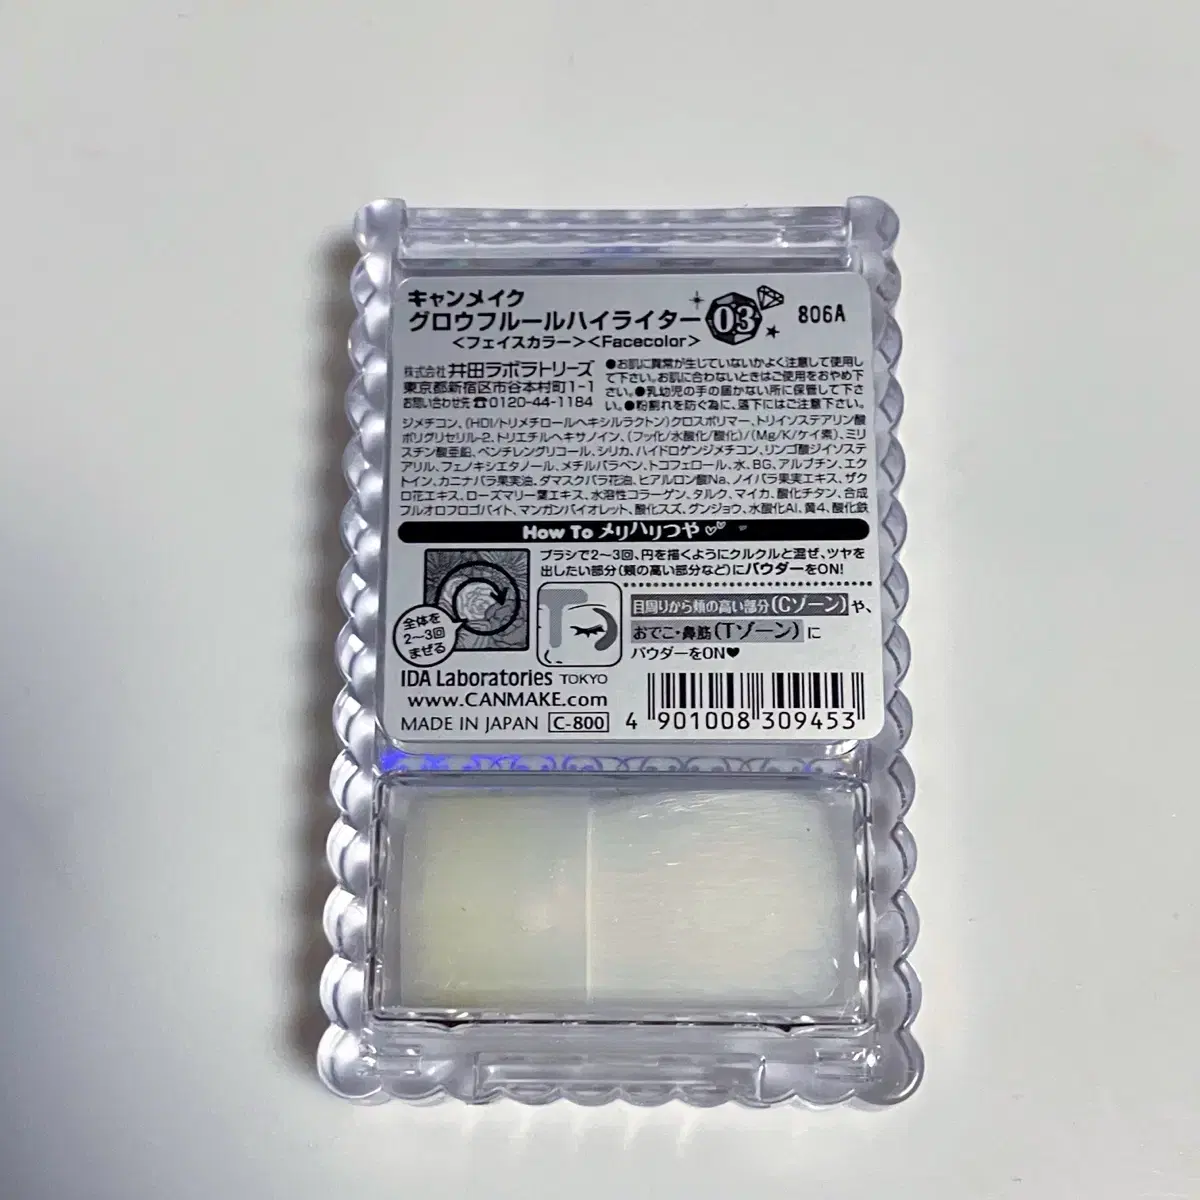 キャンメイク
グロウフルールハイライター 03 806A
<フェイスカラー><Facecolor>
株式会社 井田ラボラトリーズ
東京都新宿区市谷本村町1-1
お問い合わせ先 ☎0120-44-1184
●お肌に異常が生じていないかよく注意して使用し
て下さい。お肌に合わないときはご使用をおやめ下
さい。●乳幼児の手の届かない所に保管して下さ
い。●粉割れを防ぐ為に、落下にはご注意下さい。
ジメチコン、(HDI/トリメチロールヘキシルラクトン)クロスポリマー、トリイソステアリン酸
ポリグリセリル-2、トリエチルヘキサノイン、(フッ化/水酸化/酸化)/(Mg/K/ケイ素)、ミリ
スチン酸亜鉛、ペンチレングリコール、シリカ、ハイドロゲンジメチコン、リンゴ酸ジイソステ
アリル、フェノキシエタノール、メチルパラベン、トコフェロール、水、BG、アルブチン、エク
トイン、カニナバラ果実油、ダマスクバラ花油、ヒアルロン酸Na、ノイバラ果実エキス、ザク
ロ花エキス、ローズマリー葉エキス、水溶性コラーゲン、タルク、マイカ、酸化チタン、合成
フルオロフロゴパイト、マンガンバイオレット、酸化スズ、グンジョウ、水酸化Al、黄4、酸化鉄
How To メリハリつや
ブラシで2〜3回、円を描くようにクルクルと混ぜ、ツヤを
出したい部分(頬の高い部分など)にパウダーをON!
全体を
2〜3回
まぜる
T
C
目周りから頬の高い部分(Cゾーン)や、
おでこ・鼻筋(Tゾーン)に
パウダーをON♥
IDA Laboratories TOKYO
www.CANMAKE.com
MADE IN JAPAN C-800
4 901008 309453